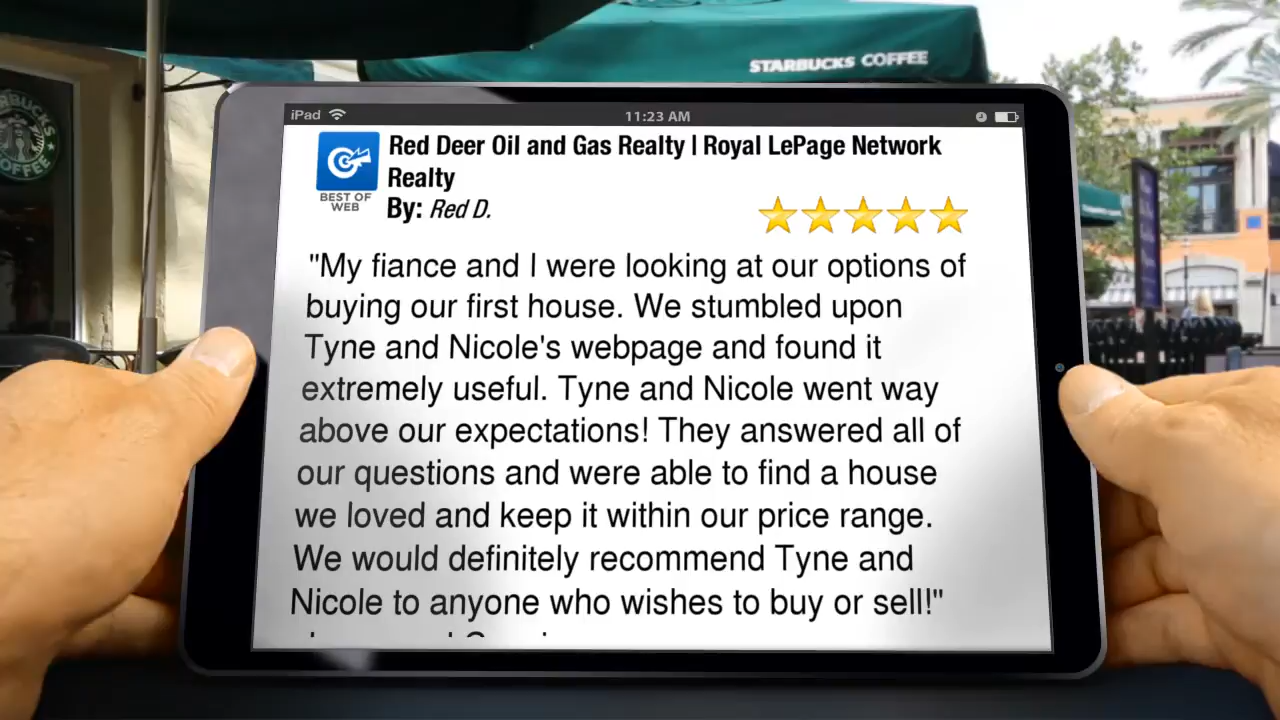 STARBUCKS COFFEE
iPad
11:23 AM
Red Deer Oil and Gas Realty | Royal LePage Network
Realty
BEST OF
WEB
By: Red D.
"My fiance and I were looking at our options of
buying our first house. We stumbled upon
Tyne and Nicole's webpage and found it
extremely useful. Tyne and Nicole went way
above our expectations! They answered all of
our questions and were able to find a house
we loved and keep it within our price range.
We would definitely recommend Tyne and
Nicole to anyone who wishes to buy or sell!"